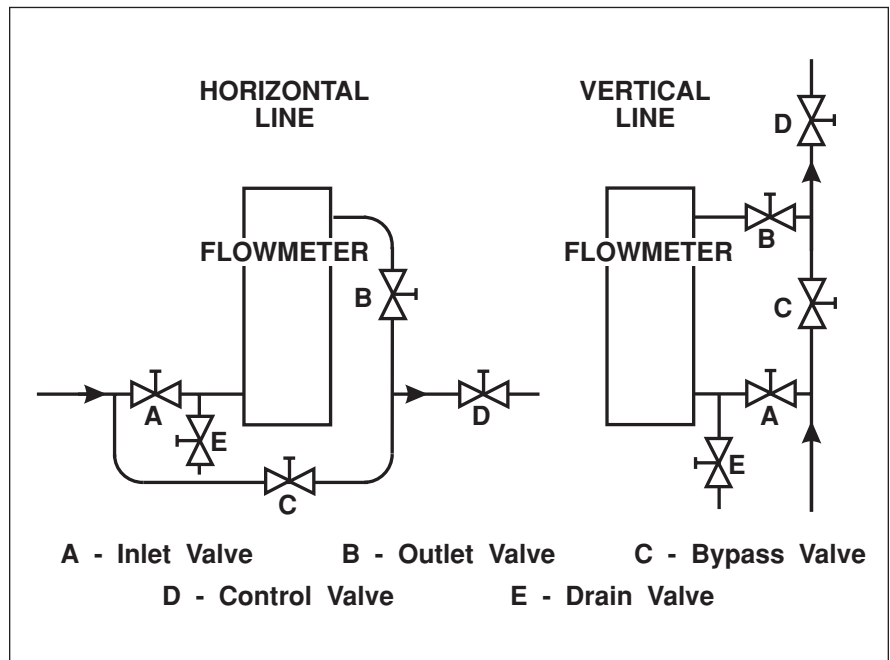 HORIZONTAL
LINE
FLOWMETER
B
A
E
D
C
VERTICAL
LINE
D
B
FLOWMETER
C
A
E
A - Inlet Valve B - Outlet Valve C - Bypass Valve
D - Control Valve E - Drain Valve